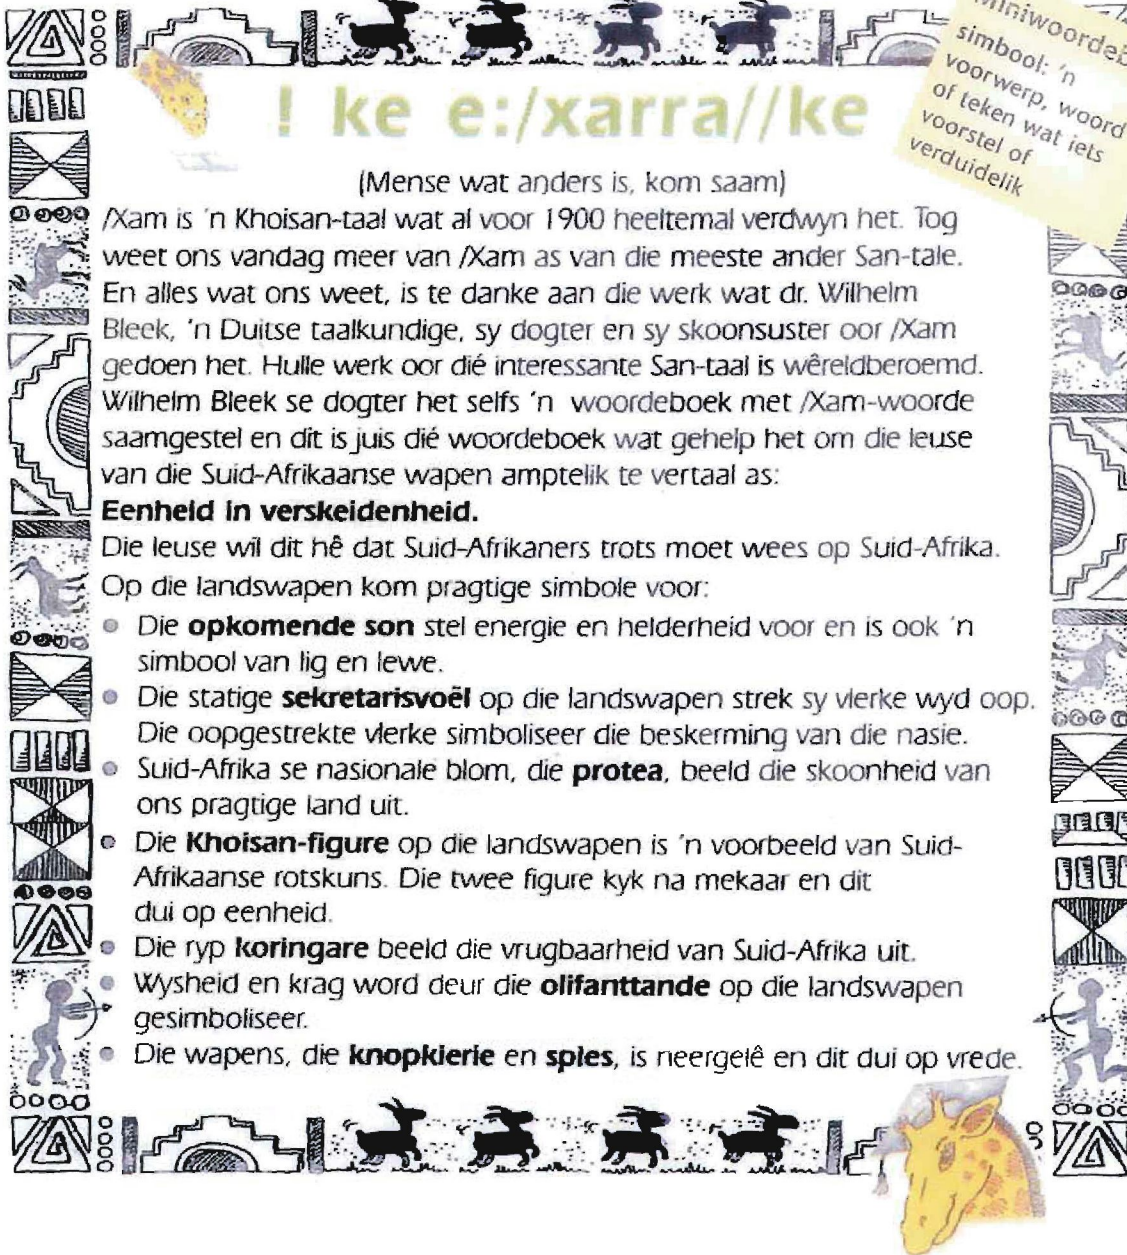 Miniwoordeb
simbool: 'n
voorwerp, woord
of teken wat iets
voorstel of
verduidelik
! ke e:/xarra//ke
(Mense wat anders is, kom saam)
/Xam is 'n Khoisan-taal wat al voor 1900 heeltemal verdwyn het. Tog
weet ons vandag meer van /Xam as van die meeste ander San-tale.
En alles wat ons weet, is te danke aan die werk wat dr. Wilhelm
Bleek, 'n Duitse taalkundige, sy dogter en sy skoonsuster oor /Xam
gedoen het. Hulle werk oor dié interessante San-taal is wêreldberoemd.
Wilhelm Bleek se dogter het selfs 'n woordeboek met /Xam-woorde
saamgestel en dit is juis dié woordeboek wat gehelp het om die leuse
van die Suid-Afrikaanse wapen amptelik te vertaal as:
Eenheid in verskeidenheid.
Die leuse wil dit hê dat Suid-Afrikaners trots moet wees op Suid-Afrika.
Op die landswapen kom pragtige simbole voor:
Die opkomende son stel energie en helderheid voor en is ook 'n
simbool van lig en lewe.
Die statige sekretarisvoël op die landswapen strek sy vlerke wyd oop.
Die oopgestrekte vlerke simboliseer die beskerming van die nasie.
Suid-Afrika se nasionale blom, die protea, beeld die skoonheid van
ons pragtige land uit.
Die Khoisan-figure op die landswapen is 'n voorbeeld van Suid-
Afrikaanse rotskuns. Die twee figure kyk na mekaar en dit
dui op eenheid.
Die ryp koringare beeld die vrugbaarheid van Suid-Afrika uit.
Wysheid en krag word deur die olifanttande op die landswapen
gesimboliseer.
Die wapens, die knopkierie en spies, is neergelê en dit dui op vrede.